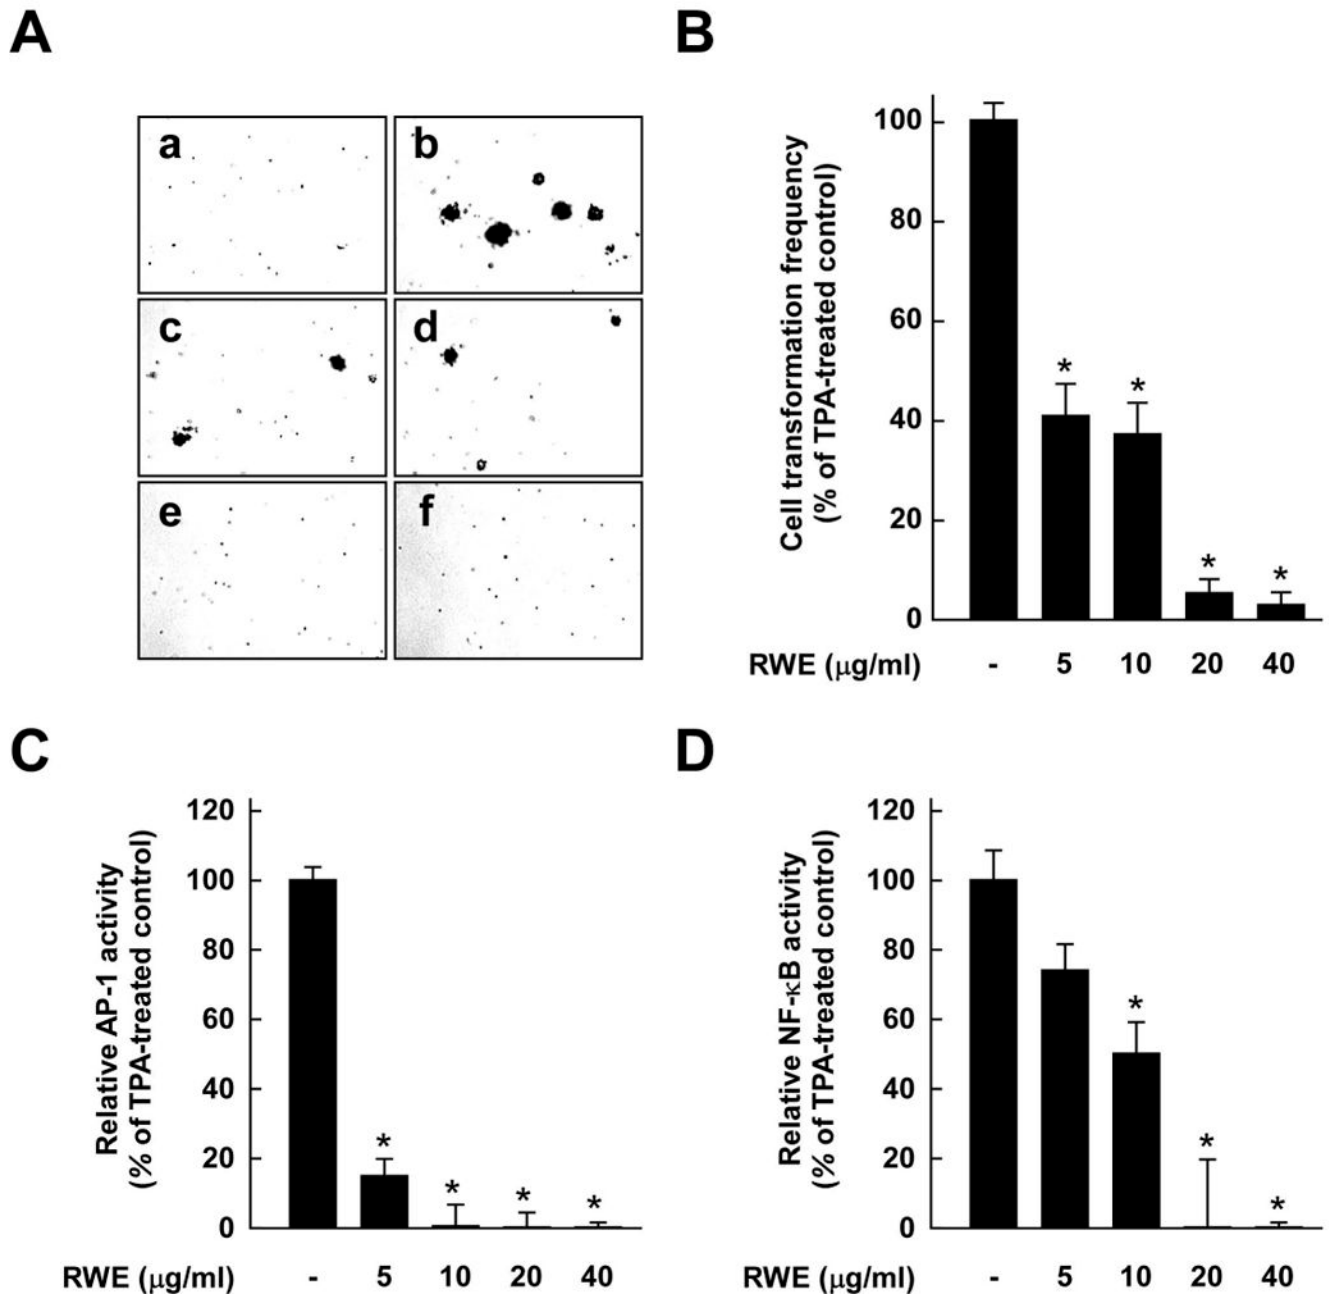 A
a
b
c
d
e
f
B
Cell transformation frequency
(% of TPA-treated control)
100
80
60
40
20
0
*
*
*
*
RWE (μg/ml)
- 5 10 20 40
C
Relative AP-1 activity
(% of TPA-treated control)
120
100
80
60
40
20
0
*
*
*
*
RWE (μg/ml)
- 5 10 20 40
D
Relative NF-κB activity
(% of TPA-treated control)
120
100
80
60
40
20
0
*
*
*
RWE (μg/ml)
- 5 10 20 40